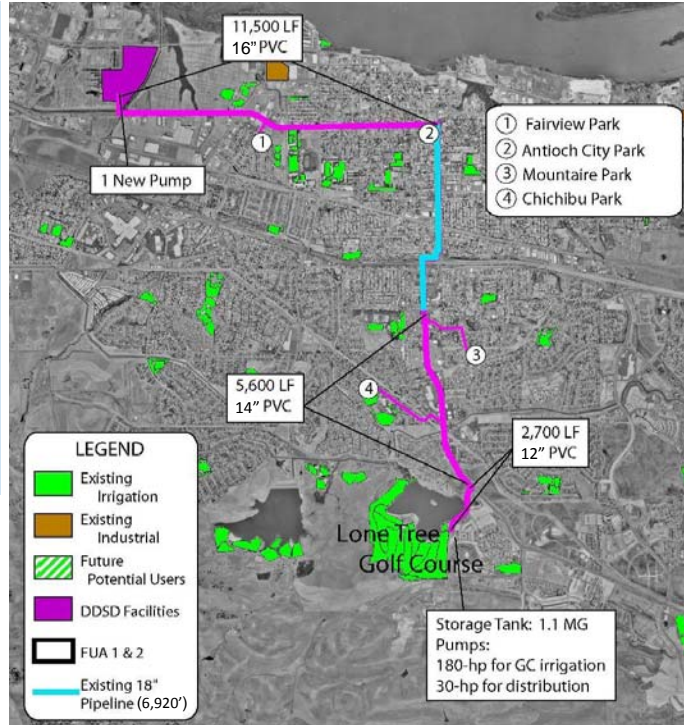 11,500 LF
16" PVC
1 New Pump
1
2
① Fairview Park
② Antioch City Park
③ Mountaire Park
④ Chichibu Park
3
4
5,600 LF
14" PVC
2,700 LF
12" PVC
LEGEND
Existing
Irrigation
Existing
Industrial
Future
Potential Users
DDSD Facilities
FUA 1 & 2
Existing 18"
Pipeline (6,920')
Lone Tree
Golf Course
Storage Tank: 1.1 MG
Pumps:
180-hp for GC irrigation
30-hp for distribution